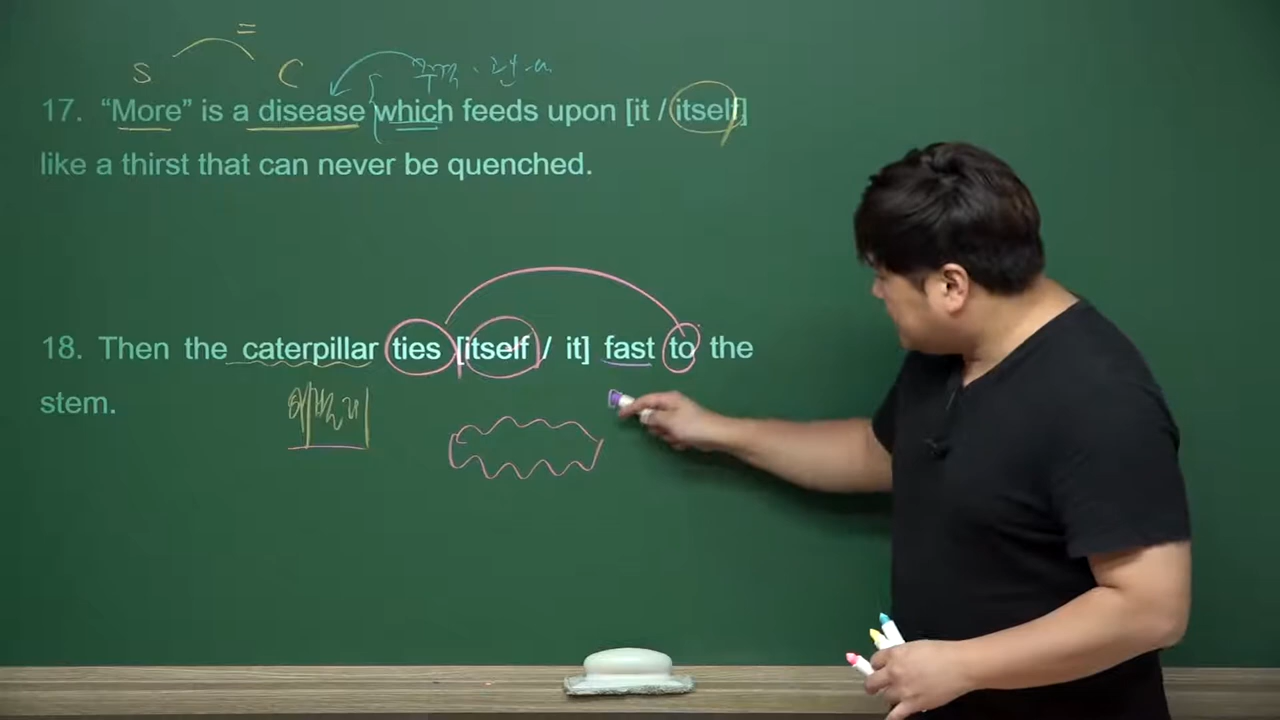 =
S C
17. “More” is a disease which feeds upon [it / itself]
like a thirst that can never be quenched.
18. Then the caterpillar ties [itself / it] fast to the
stem.